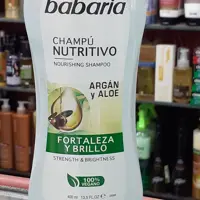 babaria
CHAMPÚ
NUTRITIVO
NOURISHING SHAMPOO
ARGÁN
y ALOE
FORTALEZA
Y BRILLO
STRENGTH & BRIGHTNESS
100%
VEGANO